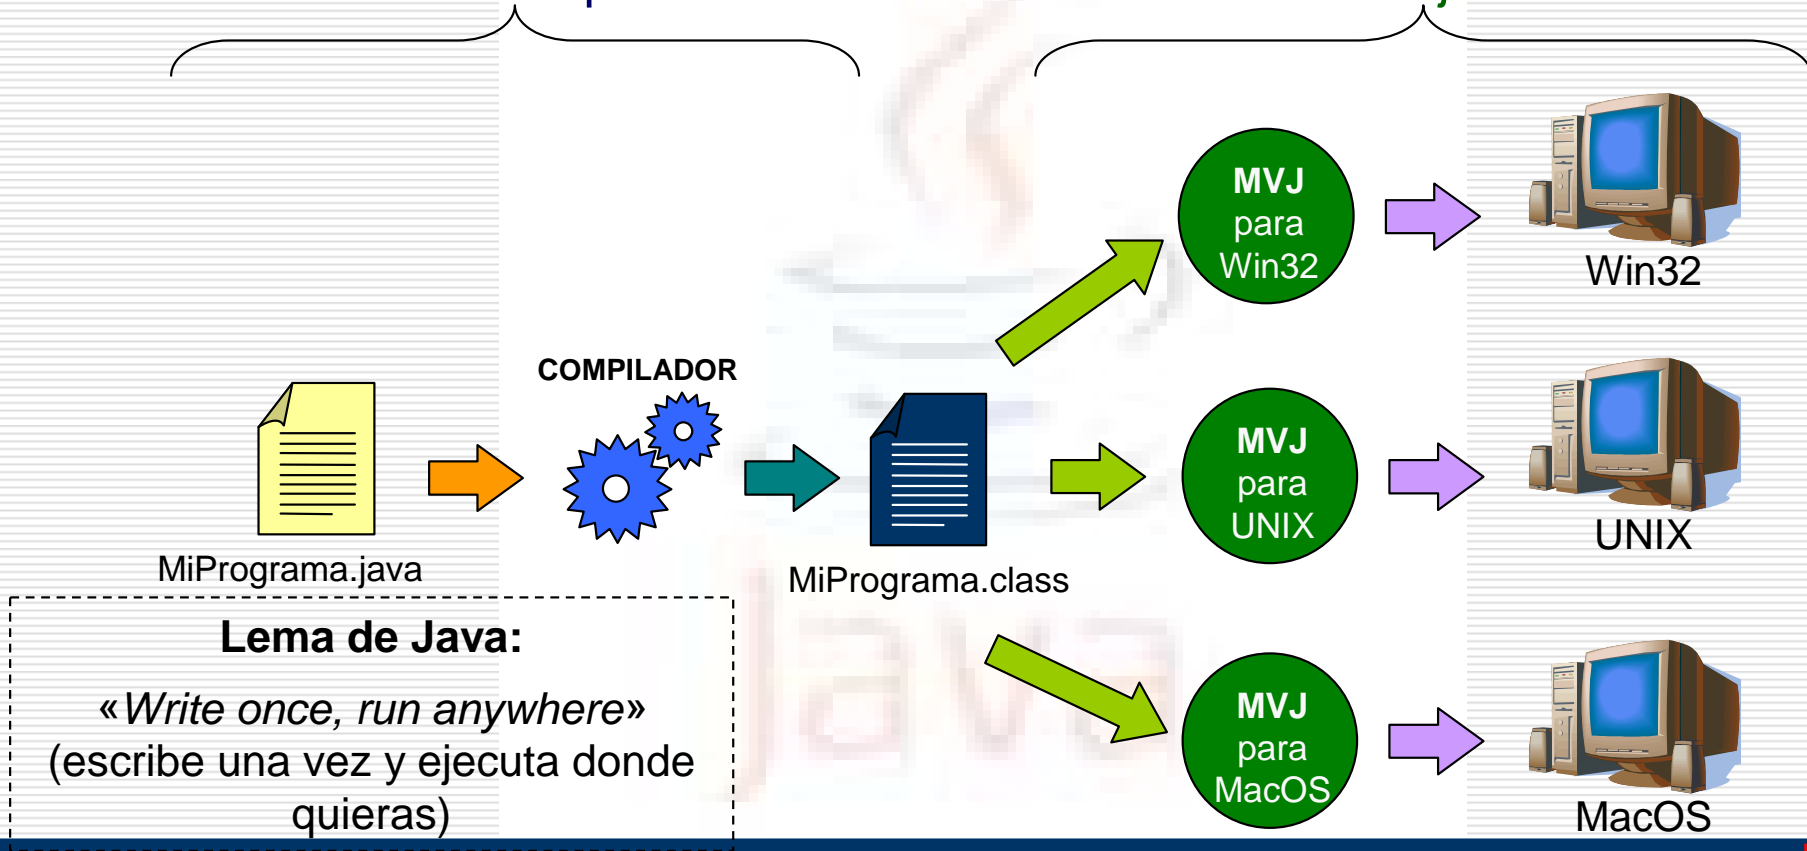 MVJ
para
Win32
Win32
COMPILADOR
MVJ
para
UNIX
UNIX
MiPrograma.java
MiPrograma.class
Lema de Java:
«Write once, run anywhere»
(escribe una vez y ejecuta donde
quieras)
MVJ
para
MacOS
MacOS
Java